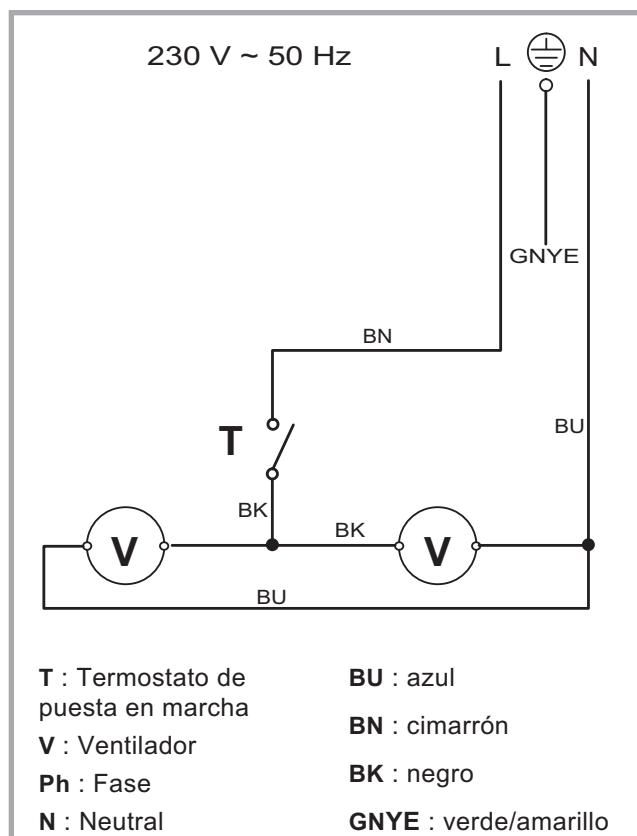 230 V ~ 50 Hz
L N
GNYE
BN
BU
T
BK
BK
V
V
BU
T : Termostato de
puesta en marcha
V : Ventilador
Ph : Fase
N : Neutral
BU : azul
BN : cimarrón
BK : negro
GNYE : verde/amarillo